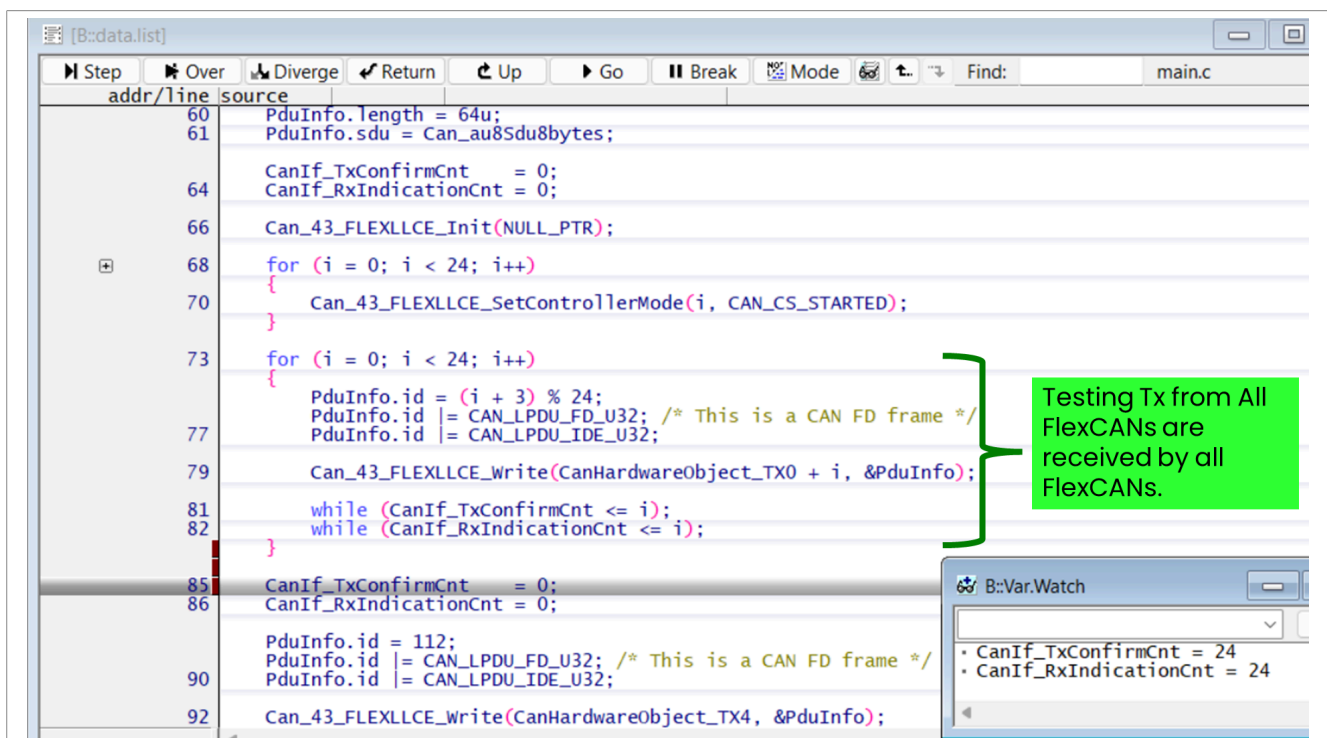 [B::data.list]
Step Over Diverge Return Up Go Break Mode t.. Find: main.c
addr/line source
60 PduInfo.length = 64u;
61 PduInfo.sdu = Can_au8Sdu8bytes;
CanIf_TxConfirmCnt = 0;
64 CanIf_RxIndicationCnt = 0;
66 Can_43_FLEXLLCE_Init(NULL_PTR);
68 for (i = 0; i < 24; i++)
{
70 Can_43_FLEXLLCE_SetControllerMode(i, CAN_CS_STARTED);
}
73 for (i = 0; i < 24; i++)
{
PduInfo.id = (i + 3) % 24;
PduInfo.id |= CAN_LPDU_FD_U32; /* This is a CAN FD frame */
77 PduInfo.id |= CAN_LPDU_IDE_U32;
79 Can_43_FLEXLLCE_Write(CanHardwareObject_TX0 + i, &PduInfo);
81 while (CanIf_TxConfirmCnt <= i);
82 while (CanIf_RxIndicationCnt <= i);
}
85 CanIf_TxConfirmCnt = 0;
86 CanIf_RxIndicationCnt = 0;
PduInfo.id = 112;
PduInfo.id |= CAN_LPDU_FD_U32; /* This is a CAN FD frame */
90 PduInfo.id |= CAN_LPDU_IDE_U32;
92 Can_43_FLEXLLCE_Write(CanHardwareObject_TX4, &PduInfo);
Testing Tx from All
FlexCANs are
received by all
FlexCANs.
B::Var.Watch
CanIf_TxConfirmCnt = 24
CanIf_RxIndicationCnt = 24